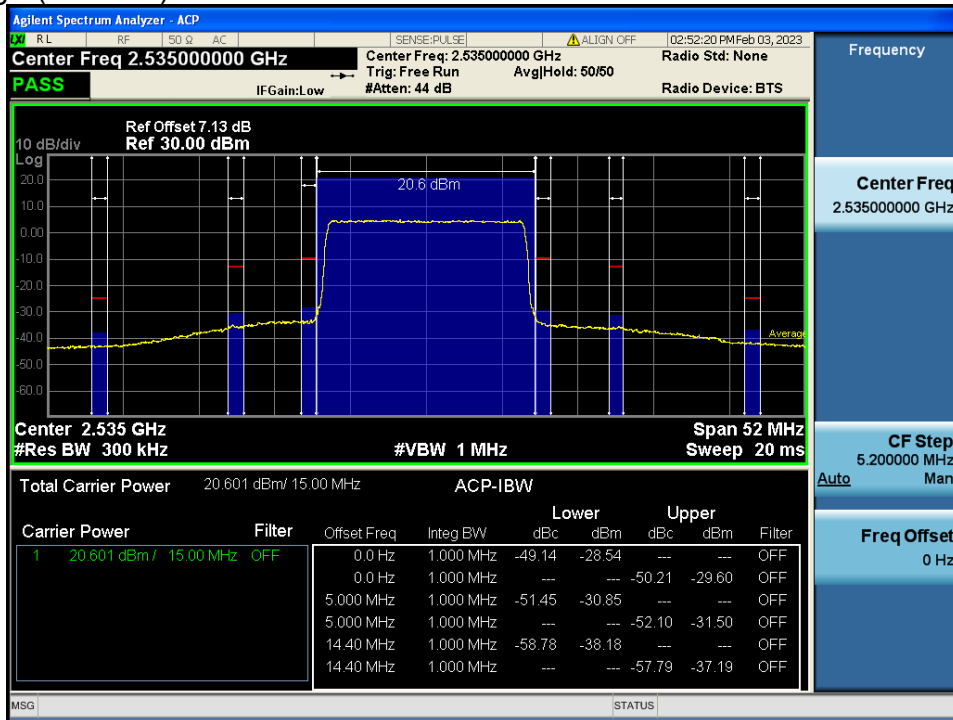 Agilent Spectrum Analyzer - ACP
LXI RL RF 50 Ω AC SENSE:PULSE ALIGN OFF 02:52:20 PM Feb 03, 2023
Center Freq 2.535000000 GHz Center Freq: 2.535000000 GHz Radio Std: None
Trig: Free Run Avg|Hold: 50/50
PASS IFGain:Low #Atten: 44 dB Radio Device: BTS
Ref Offset 7.13 dB
10 dB/div Ref 30.00 dBm
Log
20.0
20.6 dBm
10.0
0.00
-10.0
-20.0
-30.0
-40.0
Average
-50.0
-60.0
Center 2.535 GHz Span 52 MHz
#Res BW 300 kHz #VBW 1 MHz Sweep 20 ms
Total Carrier Power 20.601 dBm/ 15.00 MHz ACP-IBW
Lower Upper
Carrier Power Filter Offset Freq Integ BW dBc dBm dBc dBm Filter
1 20.601 dBm / 15.00 MHz OFF 0.0 Hz 1.000 MHz -49.14 -28.54 --- --- OFF
0.0 Hz 1.000 MHz --- --- -50.21 -29.60 OFF
5.000 MHz 1.000 MHz -51.45 -30.85 --- --- OFF
5.000 MHz 1.000 MHz --- --- -52.10 -31.50 OFF
14.40 MHz 1.000 MHz -58.78 -38.18 --- --- OFF
14.40 MHz 1.000 MHz --- --- -57.79 -37.19 OFF
MSG STATUS
Frequency
Center Freq
2.535000000 GHz
CF Step
5.200000 MHz
Auto Man
Freq Offset
0 Hz